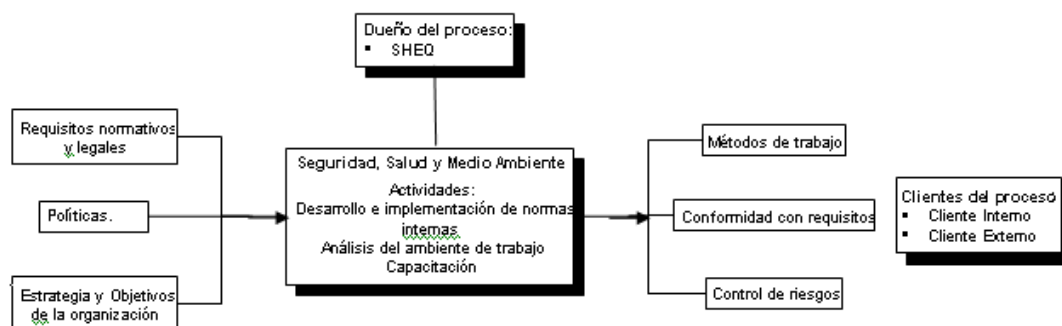 Dueño del proceso:
▪ SHEQ
Requisitos normativos
y legales
Políticas.
Estrategia y Objetivos
de la organización
Seguridad, Salud y Medio Ambiente
Actividades:
Desarrollo e implementación de normas
internas
Análisis del ambiente de trabajo
Capacitación
Métodos de trabajo
Conformidad con requisitos
Control de riesgos
Clientes del proceso
▪ Cliente Interno
▪ Cliente Externo